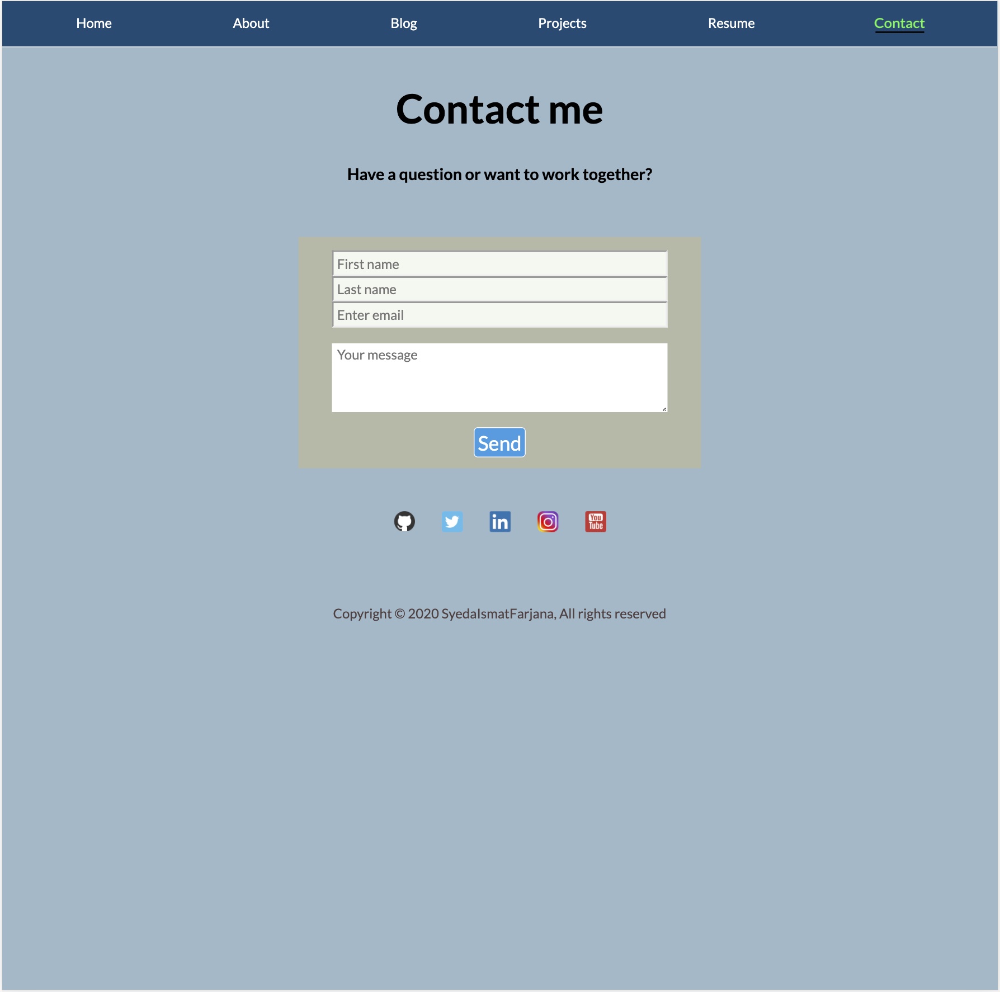 Home About Blog Projects Resume Contact
Contact me
Have a question or want to work together?
First name
Last name
Enter email
Your message
Send
in You Tube
Copyright © 2020 SyedaIsmatFarjana, All rights reserved